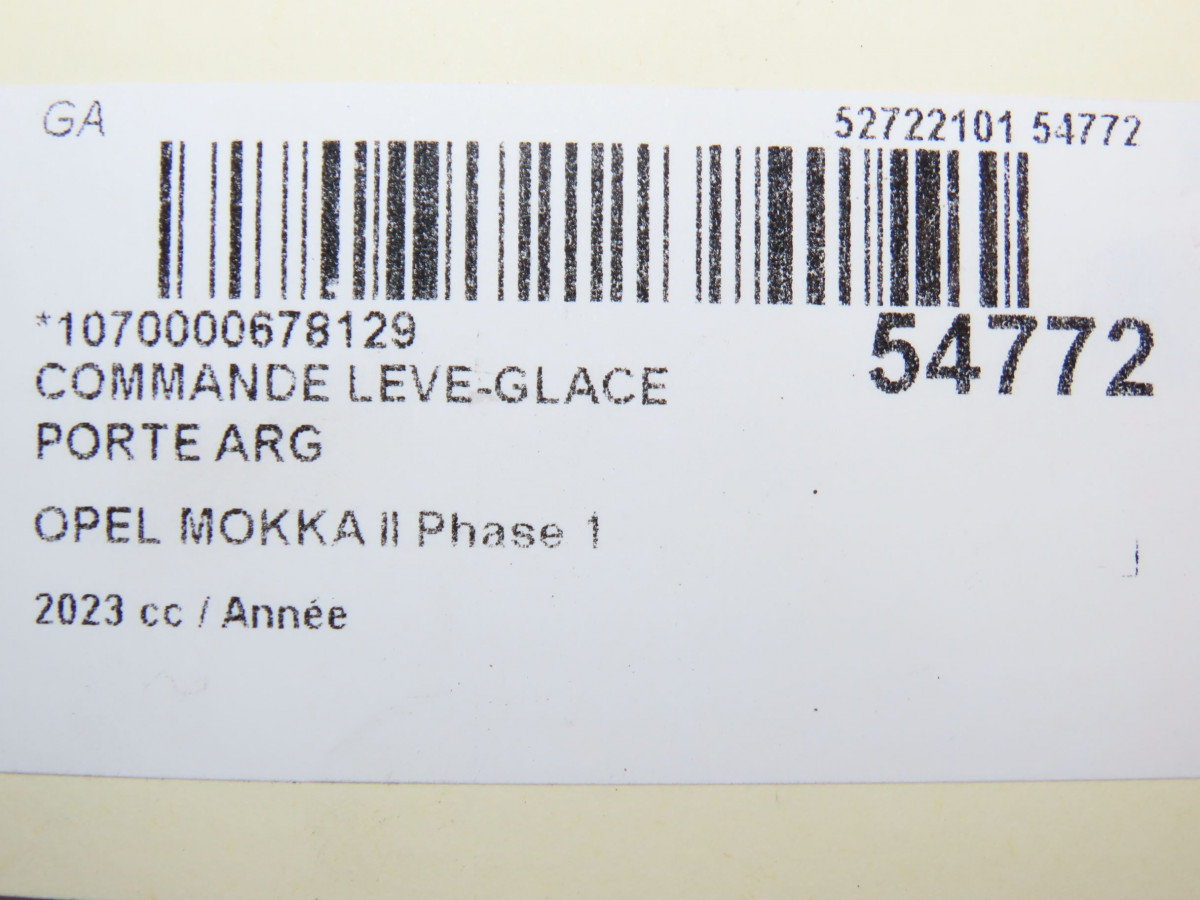 GA
52722101 54772
*1070000678129
54772
COMMANDE LEVE-GLACE
PORTE ARG
OPEL MOKKA II Phase 1
2023 cc / Année